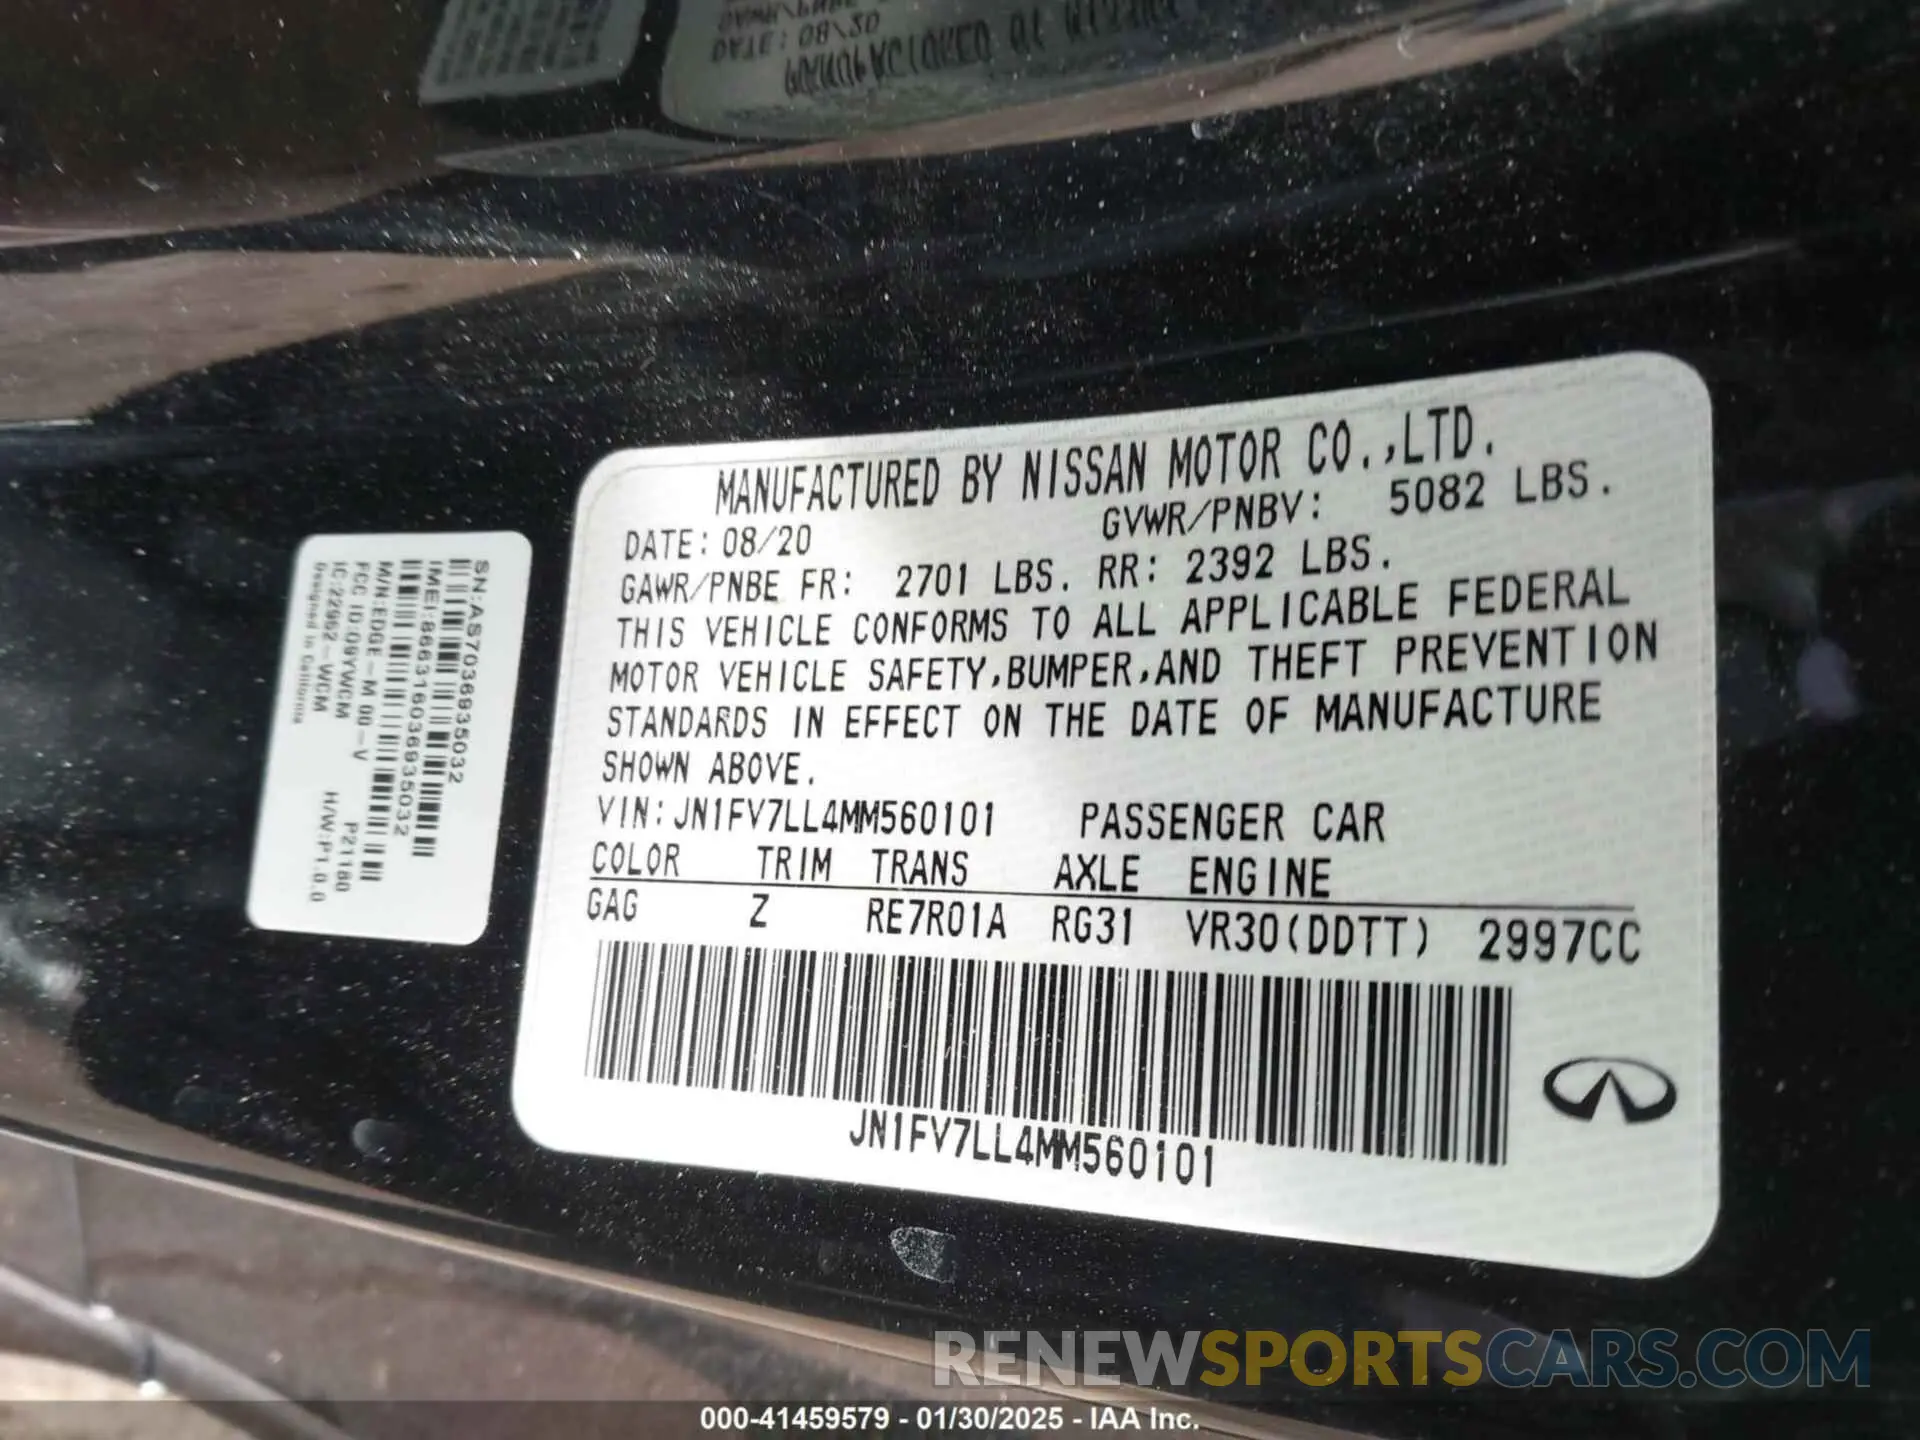 MANUFACTURED BY NISSAN MOTOR CO.,LTD.
DATE: 08/20 GVWR/PNBV: 5082 LBS.
GAWR/PNBE FR: 2701 LBS. RR: 2392 LBS.
THIS VEHICLE CONFORMS TO ALL APPLICABLE FEDERAL
MOTOR VEHICLE SAFETY,BUMPER,AND THEFT PREVENTION
STANDARDS IN EFFECT ON THE DATE OF MANUFACTURE
SHOWN ABOVE.
VIN:JN1FV7LL4MM560101 PASSENGER CAR
COLOR TRIM TRANS AXLE ENGINE
GAG Z RE7R01A RG31 VR30(DDTT) 2997CC
JN1FV7LL4MM560101
SN:AS7036935032
IMEI:866316036935032
M/N:EDGE-M 00-V P21180
FCC ID:O9YWCM H/W:P1.0.0
IC:22962-WCM
Designed in California
RENEWSPORTSCARS.COM
000-41459579 - 01/30/2025 - IAA Inc.